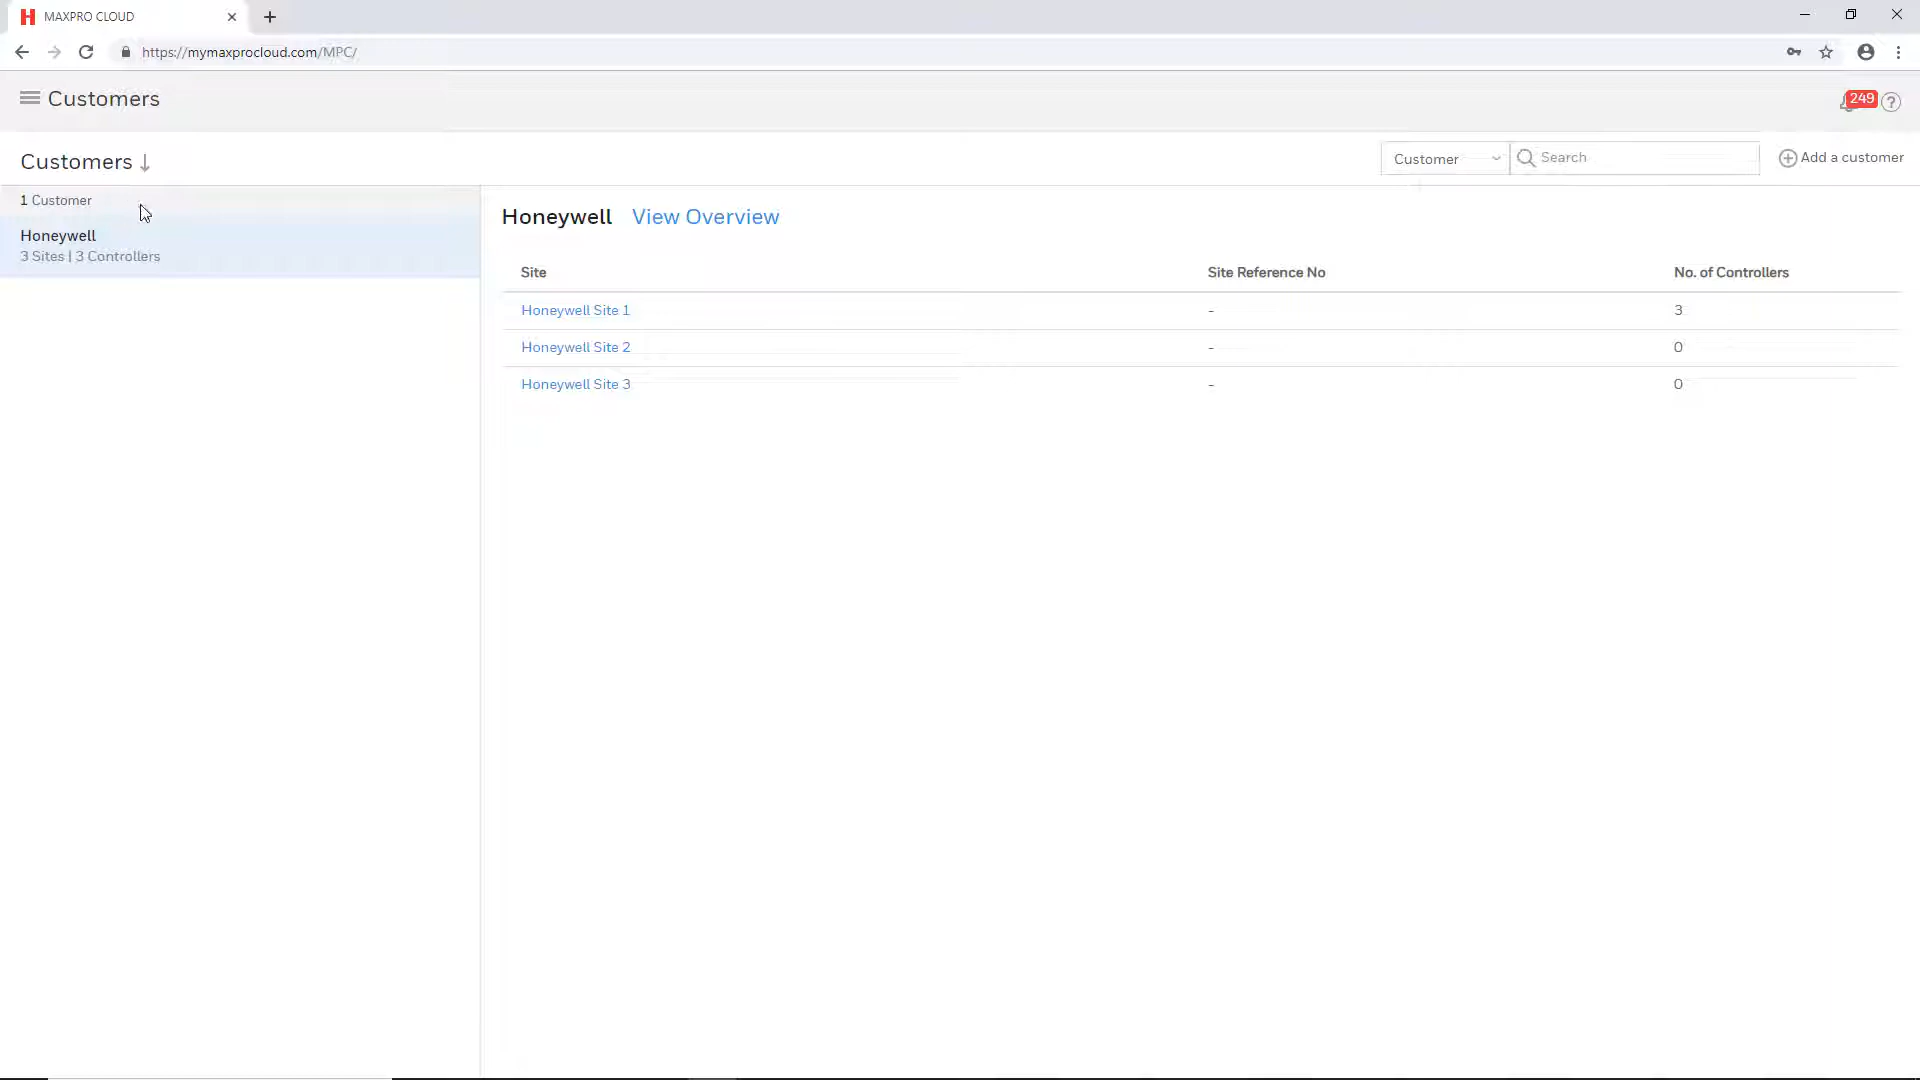 MAXPRO CLOUD
https://mymaxprocloud.com/MPC/
Customers
249
?
Customers ↓
Customer
Search
Add a customer
1 Customer
Honeywell
3 Sites | 3 Controllers
Honeywell View Overview
Site Site Reference No No. of Controllers
Honeywell Site 1 - 3
Honeywell Site 2 - 0
Honeywell Site 3 - 0